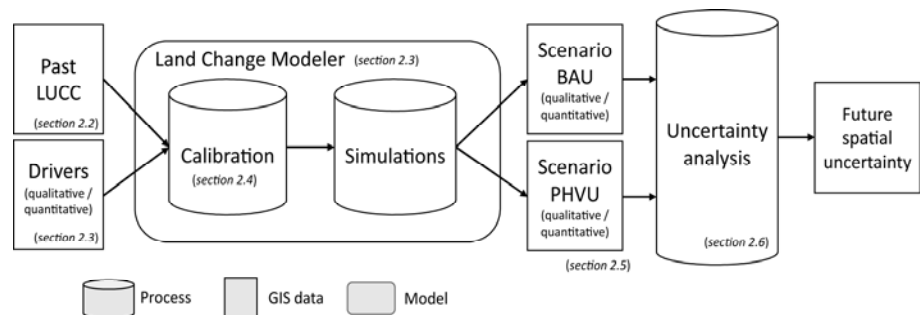 Past
LUCC
(section 2.2)
Drivers
(qualitative /
quantitative)
(section 2.3)
Land Change Modeler (section 2.3)
Calibration
(section 2.4)
Simulations
Scenario
BAU
(qualitative /
quantitative)
Scenario
PHVU
(qualitative /
quantitative)
(section 2.5)
Uncertainty
analysis
(section 2.6)
Future
spatial
uncertainty
Process
GIS data
Model